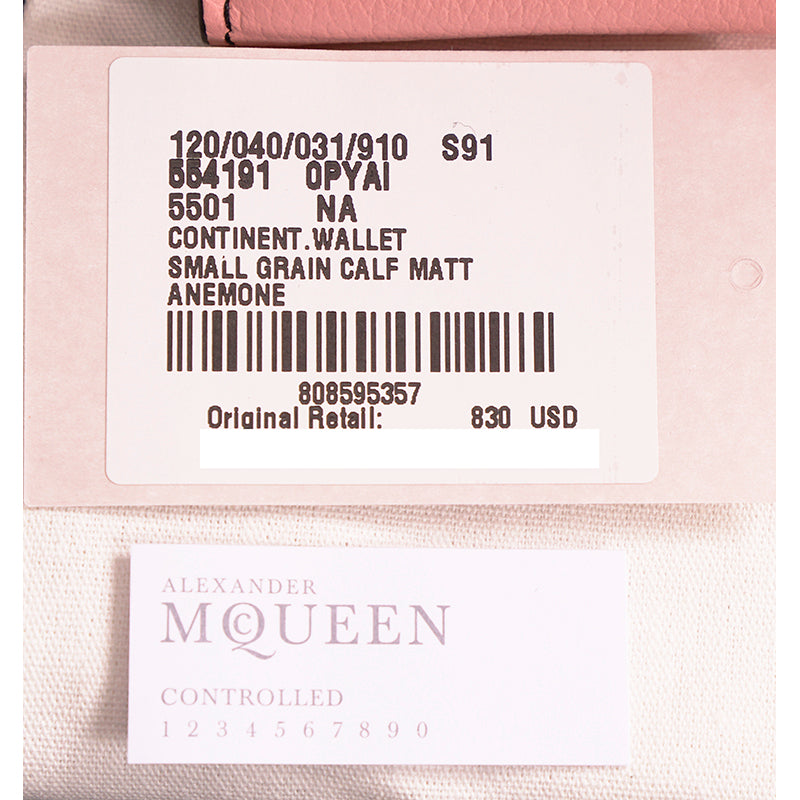 120/040/031/910 S91
554191 0PYAI
5501 NA
CONTINENT.WALLET
SMALL GRAIN CALF MATT
ANEMONE
808595357
Original Retail: 830 USD
ALEXANDER
MCQUEEN
CONTROLLED
1 2 3 4 5 6 7 8 9 0